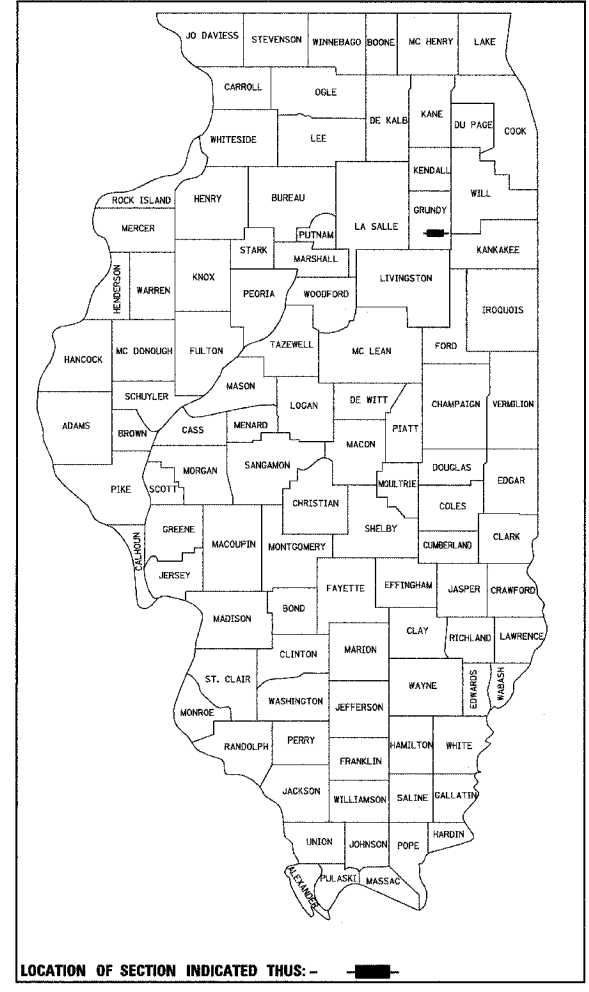 JO DAVIESS
STEVENSON
WINNEBAGO
BOONE
MC HENRY
LAKE
CARROLL
OGLE
DE KALB
KANE
DU PAGE
COOK
WHITESIDE
LEE
KENDALL
WILL
ROCK ISLAND
HENRY
BUREAU
LA SALLE
GRUNDY
MERCER
PUTNAM
STARK
MARSHALL
KANKAKEE
HENDERSON
WARREN
KNOX
PEORIA
WOODFORD
LIVINGSTON
IROQUOIS
HANCOCK
MC DONOUGH
FULTON
TAZEWELL
MC LEAN
FORD
MASON
SCHUYLER
LOGAN
DE WITT
CHAMPAIGN
VERMILION
ADAMS
BROWN
CASS
MENARD
PIATT
MACON
MORGAN
SANGAMON
DOUGLAS
EDGAR
PIKE
SCOTT
MOULTRIE
CHRISTIAN
COLES
SHELBY
GREENE
MACOUPIN
MONTGOMERY
CUMBERLAND
CLARK
CALHOUN
JERSEY
FAYETTE
EFFINGHAM
JASPER
CRAWFORD
MADISON
BOND
CLAY
RICHLAND
LAWRENCE
CLINTON
MARION
ST. CLAIR
WAYNE
EDWARDS
WABASH
WASHINGTON
JEFFERSON
MONROE
RANDOLPH
PERRY
HAMILTON
WHITE
FRANKLIN
JACKSON
WILLIAMSON
SALINE
GALLATIN
UNION
JOHNSON
POPE
HARDIN
ALEXANDER
PULASKI
MASSAC
LOCATION OF SECTION INDICATED THUS: -